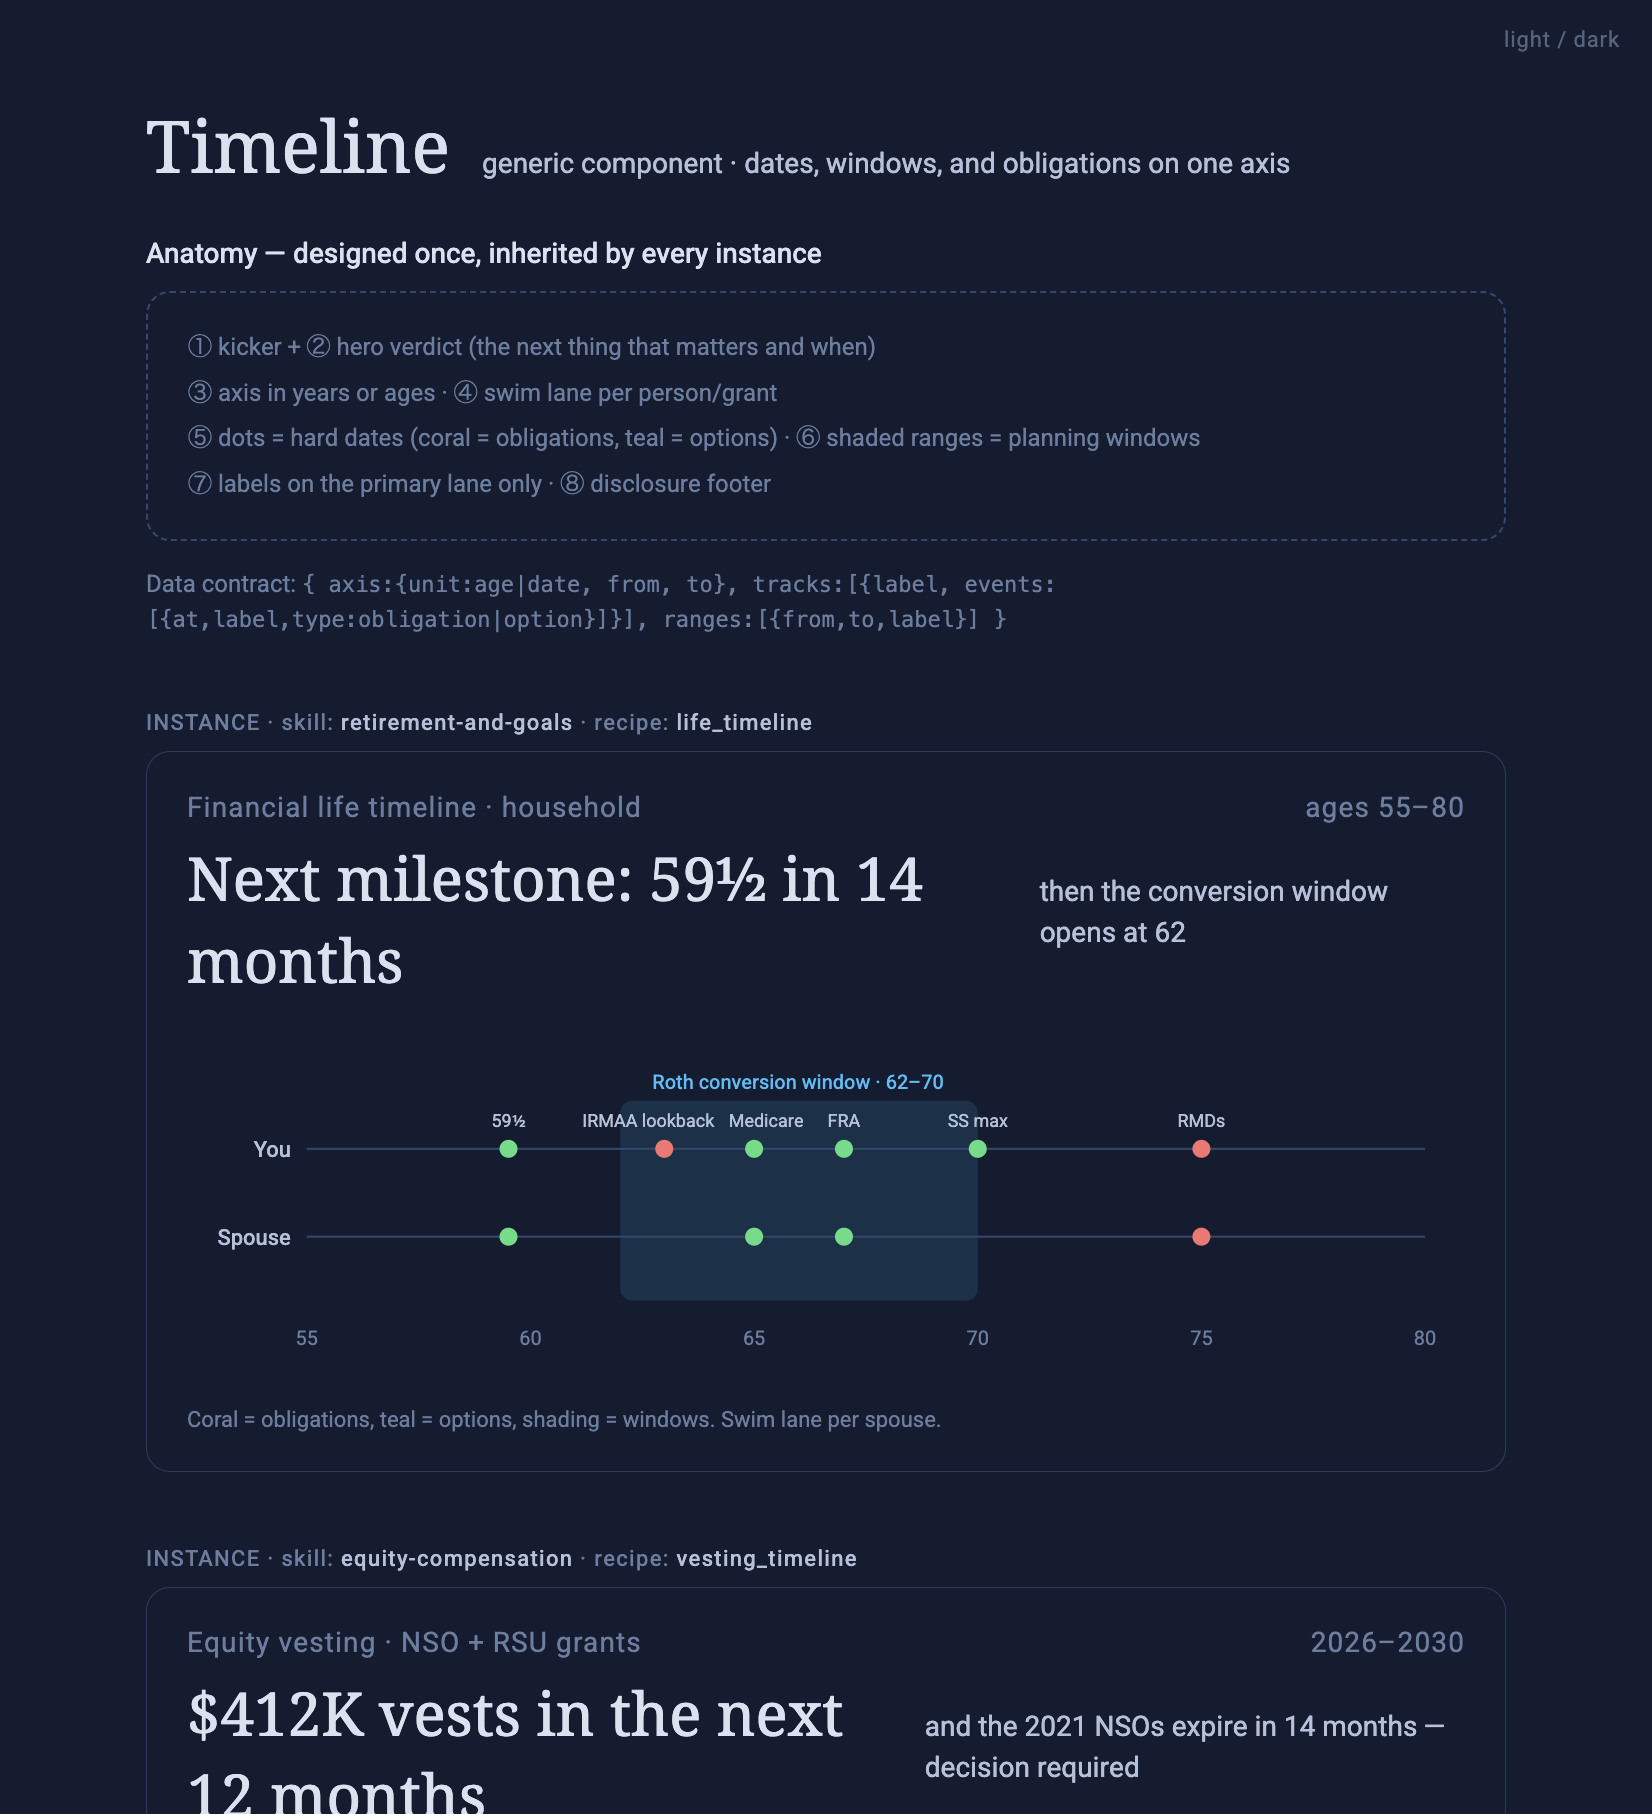 light / dark
Timeline generic component · dates, windows, and obligations on one axis
Anatomy — designed once, inherited by every instance
① kicker + ② hero verdict (the next thing that matters and when)
③ axis in years or ages · ④ swim lane per person/grant
⑤ dots = hard dates (coral = obligations, teal = options) · ⑥ shaded ranges = planning windows
⑦ labels on the primary lane only · ⑧ disclosure footer
Data contract: { axis:{unit:age|date, from, to}, tracks:[{label, events:
[{at,label,type:obligation|option}]}], ranges:[{from,to,label}] }
INSTANCE · skill: retirement-and-goals · recipe: life_timeline
Financial life timeline · household ages 55–80
Next milestone: 59½ in 14
months
then the conversion window
opens at 62
Roth conversion window · 62–70
59½ IRMAA lookback Medicare FRA SS max RMDs
You
Spouse
55 60 65 70 75 80
Coral = obligations, teal = options, shading = windows. Swim lane per spouse.
INSTANCE · skill: equity-compensation · recipe: vesting_timeline
Equity vesting · NSO + RSU grants 2026–2030
$412K vests in the next
12 months
and the 2021 NSOs expire in 14 months —
decision required